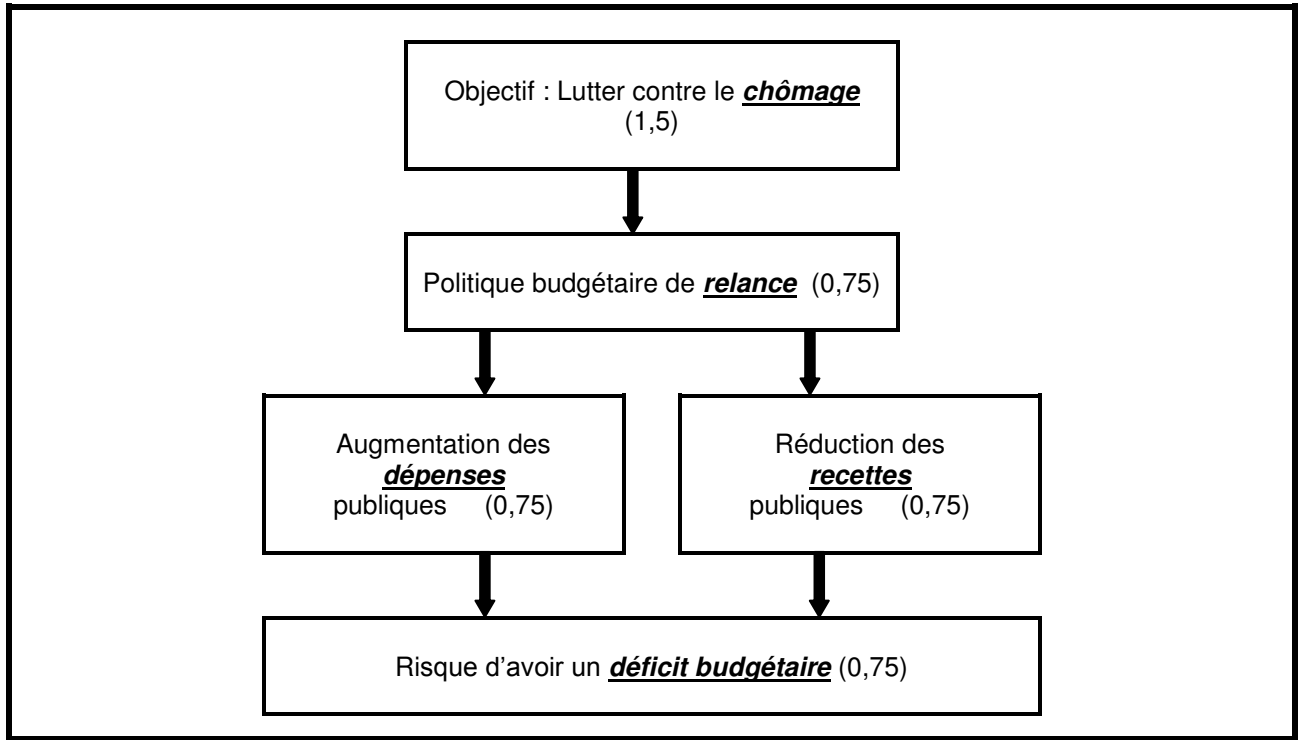 Objectif : Lutter contre le chômage
(1,5)
Politique budgétaire de relance (0,75)
Augmentation des
dépenses
publiques (0,75)
Réduction des
recettes
publiques (0,75)
Risque d'avoir un déficit budgétaire (0,75)